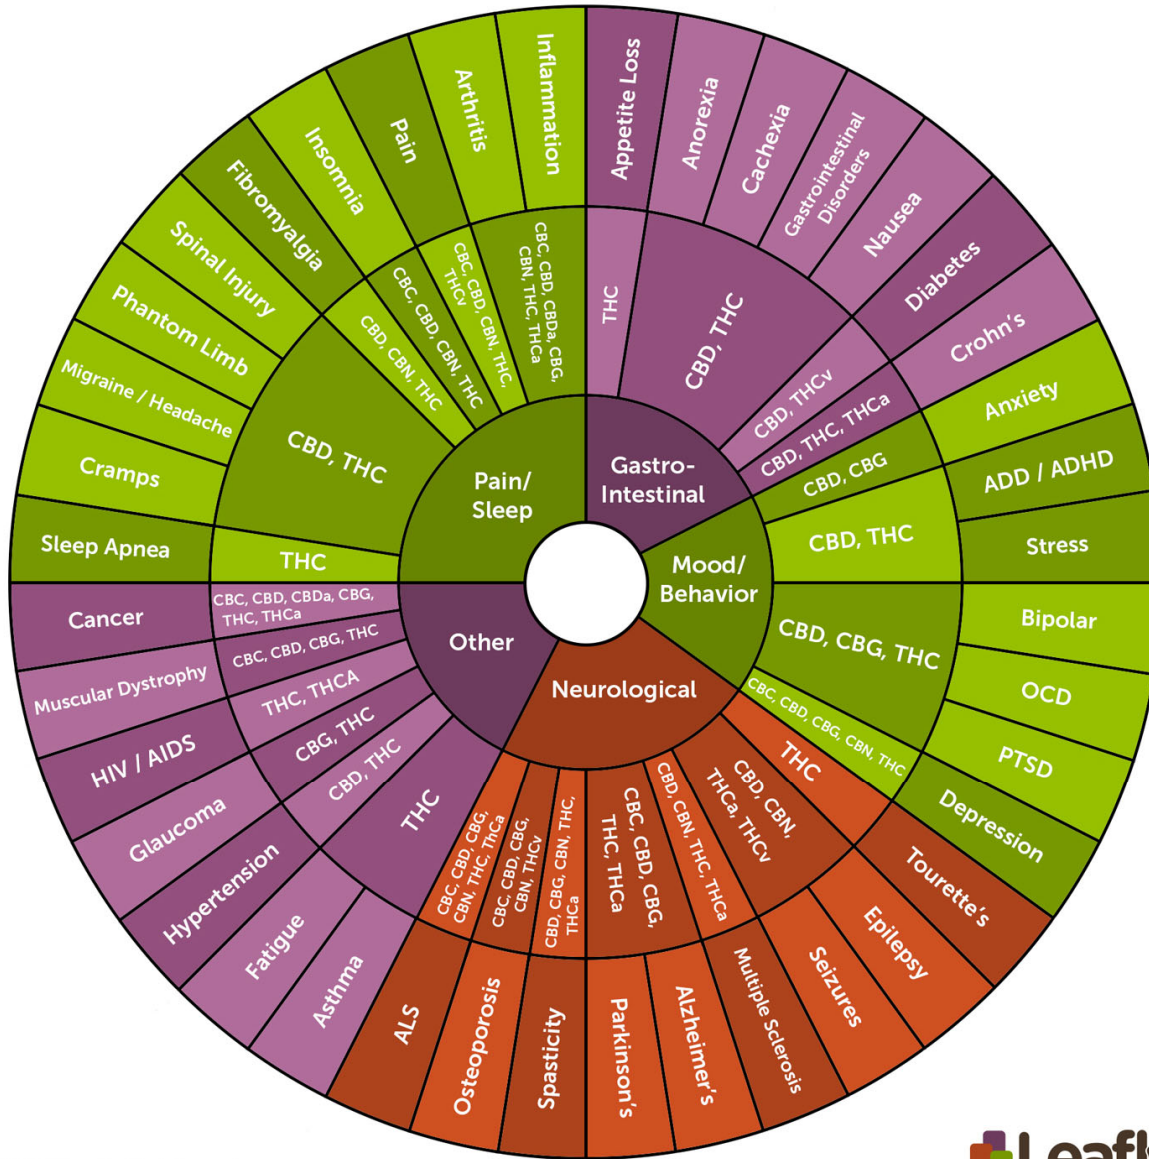 Inflammation
Arthritis
Pain
Insomnia
Fibromyalgia
Spinal Injury
Phantom Limb
Migraine / Headache
Cramps
Sleep Apnea
CBC, CBD, CBDa, CBG,
CBN, THC, THCa
CBC, CBD, CBN, THC,
THCv
CBC, CBD, CBN, THC
CBD, CBN, THC
CBD, THC
THC
Pain/
Sleep
Appetite Loss
Anorexia
Cachexia
Gastrointestinal
Disorders
Nausea
Diabetes
Crohn's
THC
CBD, THC
CBD, THCv
CBD, THC, THCa
Gastro-
Intestinal
Anxiety
ADD / ADHD
Stress
Bipolar
OCD
PTSD
Depression
CBD, CBG
CBD, THC
CBD, CBG, THC
CBC, CBD, CBG, CBN, THC
Mood/
Behavior
Tourette's
Epilepsy
Seizures
Multiple Sclerosis
Alzheimer's
Parkinson's
Spasticity
Osteoporosis
ALS
THC
CBD, CBN,
THCa, THCv
CBD, CBN, THC, THCa
CBC, CBD, CBG,
THC, THCa
CBD, CBG, CBN, THC,
THCa
CBC, CBD, CBG,
CBN, THCv
CBC, CBD, CBG,
CBN, THC, THCa
Neurological
Asthma
Fatigue
Hypertension
Glaucoma
HIV / AIDS
Muscular Dystrophy
Cancer
THC
CBD, THC
CBG, THC
THC, THCA
CBC, CBD, CBG, THC
CBC, CBD, CBDa, CBG,
THC, THCa
Other